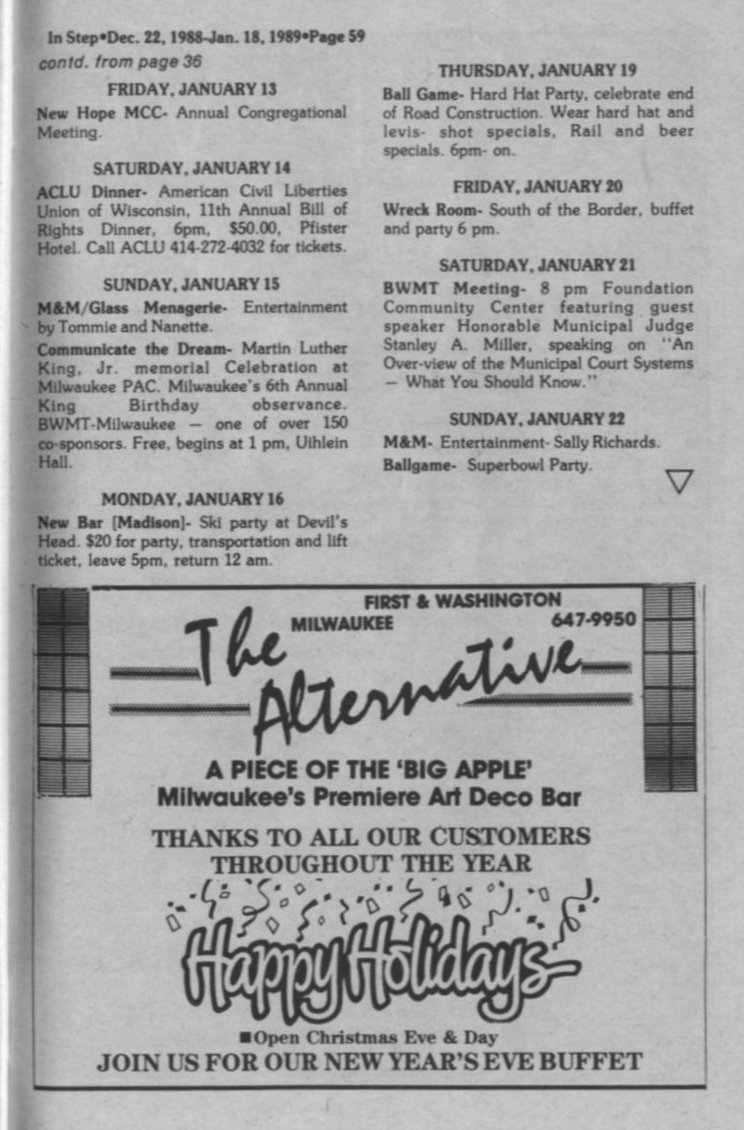 In Step•Dec. 22, 1988-Jan. 18, 1989•Page 59
contd. from page 36
FRIDAY, JANUARY 13
New Hope MCC- Annual Congregational
Meeting.
SATURDAY, JANUARY 14
ACLU Dinner- American Civil Liberties
Union of Wisconsin, 11th Annual Bill of
Rights Dinner, 6pm, $50.00, Pfister
Hotel. Call ACLU 414-272-4032 for tickets.
SUNDAY, JANUARY 15
M&M/Glass Menagerie- Entertainment
by Tommie and Nanette.
Communicate the Dream- Martin Luther
King, Jr. memorial Celebration at
Milwaukee PAC. Milwaukee's 6th Annual
King Birthday observance.
BWMT-Milwaukee — one of over 150
co-sponsors. Free, begins at 1 pm, Uihlein
Hall.
MONDAY, JANUARY 16
New Bar [Madison]- Ski party at Devil's
Head. $20 for party, transportation and lift
ticket, leave 5pm, return 12 am.
THURSDAY, JANUARY 19
Ball Game- Hard Hat Party, celebrate end
of Road Construction. Wear hard hat and
levis- shot specials, Rail and beer
specials. 6pm- on.
FRIDAY, JANUARY 20
Wreck Room- South of the Border, buffet
and party 6 pm.
SATURDAY, JANUARY 21
BWMT Meeting- 8 pm Foundation
Community Center featuring guest
speaker Honorable Municipal Judge
Stanley A. Miller, speaking on "An
Over-view of the Municipal Court Systems
— What You Should Know."
SUNDAY, JANUARY 22
M&M- Entertainment- Sally Richards.
Ballgame- Superbowl Party.
FIRST & WASHINGTON
MILWAUKEE 647-9950
The
Alternative
A PIECE OF THE 'BIG APPLE'
Milwaukee's Premiere Art Deco Bar
THANKS TO ALL OUR CUSTOMERS
THROUGHOUT THE YEAR
Happy Holidays
■Open Christmas Eve & Day
JOIN US FOR OUR NEW YEAR'S EVE BUFFET